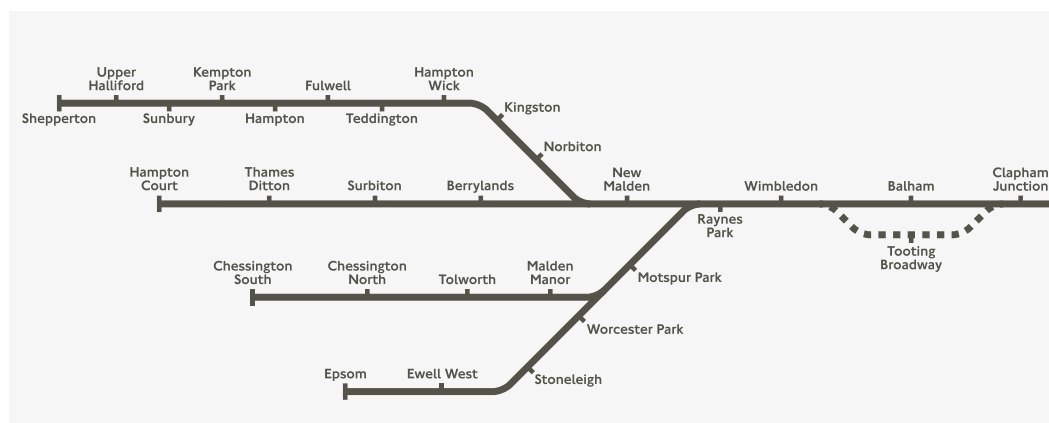 Upper
Halliford
Kempton
Park
Fulwell
Hampton
Wick
Shepperton
Sunbury
Hampton
Teddington
Kingston
Norbiton
Hampton
Court
Thames
Ditton
Surbiton
Berrylands
New
Malden
Wimbledon
Balham
Clapham
Junction
Raynes
Park
Tooting
Broadway
Chessington
South
Chessington
North
Tolworth
Malden
Manor
Motspur Park
Worcester Park
Epsom
Ewell West
Stoneleigh